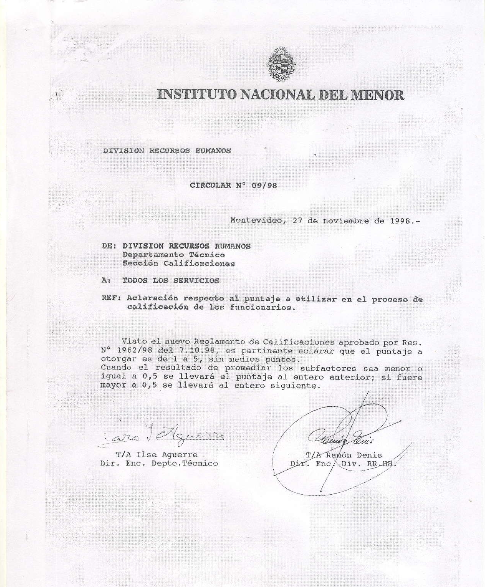 INSTITUTO NACIONAL DEL MENOR
DIVISION RECURSOS HUMANOS
CIRCULAR N° 09/98
Montevideo, 27 de noviembre de 1998.-
DE: DIVISION RECURSOS HUMANOS
Departamento Técnico
Sección Calificaciones
A: TODOS LOS SERVICIOS
REF: Aclaración respecto al puntaje a utilizar en el proceso de
calificación de los funcionarios.
Visto el nuevo Reglamento de Calificaciones aprobado por Res.
N° 1962/98 del 7.10.98, es pertinente aclarar que el puntaje a
otorgar es de 1 a 5, sin medios puntos.
Cuando el resultado de promediar los subfactores sea menor o
igual a 0,5 se llevará el puntaje al entero anterior; si fuere
mayor a 0,5 se llevará al entero siguiente.
T/A Ilse Aguerre
Dir. Enc. Depto.Técnico
T/A Ramón Denis
Dir. Enc. Div. RR.HH.